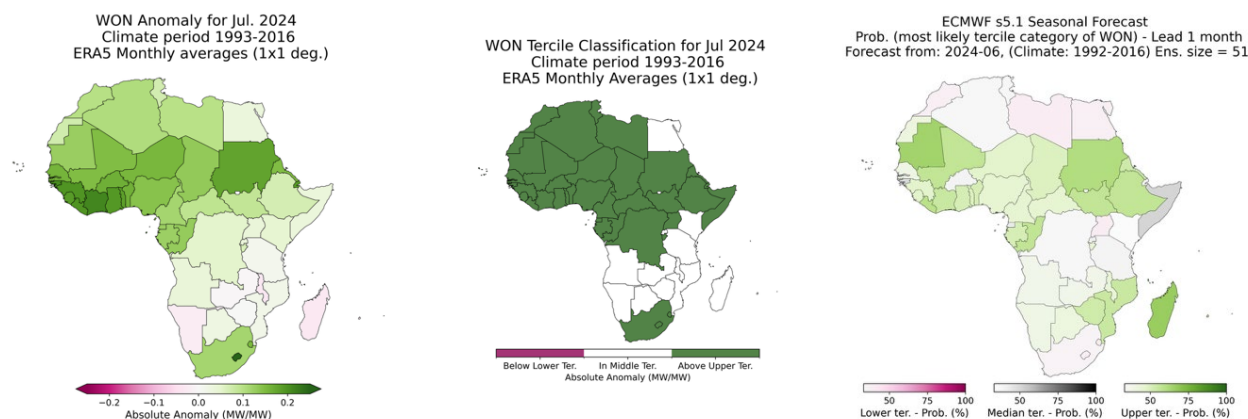 WON Anomaly for Jul. 2024
Climate period 1993-2016
ERA5 Monthly averages (1x1 deg.)
−0.2 −0.1 0.0 0.1 0.2
Absolute Anomaly (MW/MW)
WON Tercile Classification for Jul 2024
Climate period 1993-2016
ERA5 Monthly Averages (1x1 deg.)
Below Lower Ter. In Middle Ter. Above Upper Ter.
Absolute Anomaly (MW/MW)
ECMWF s5.1 Seasonal Forecast
Prob. (most likely tercile category of WON) - Lead 1 month
Forecast from: 2024-06, (Climate: 1992-2016) Ens. size = 51
50 75 100 50 75 100 50 75 100
Lower ter. - Prob. (%) Median ter. - Prob. (%) Upper ter. - Prob. (%)